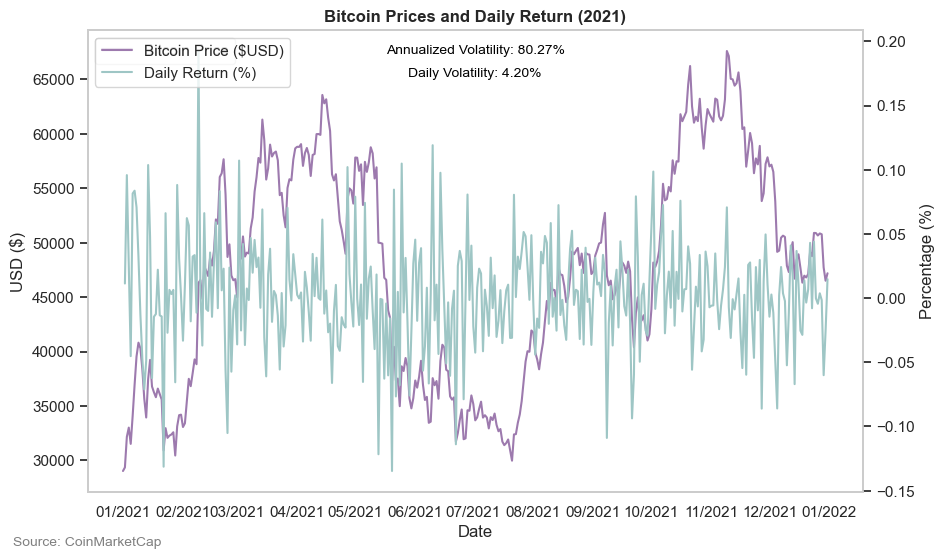 Bitcoin Prices and Daily Return (2021)
Bitcoin Price ($USD)
Daily Return (%)
Annualized Volatility: 80.27%
Daily Volatility: 4.20%
USD ($)
65000
60000
55000
50000
45000
40000
35000
30000
0.20
0.15
0.10
0.05
0.00
−0.05
−0.10
−0.15
Percentage (%)
01/2021 02/2021 03/2021 04/2021 05/2021 06/2021 07/2021 08/2021 09/2021 10/2021 11/2021 12/2021 01/2022
Date
Source: CoinMarketCap